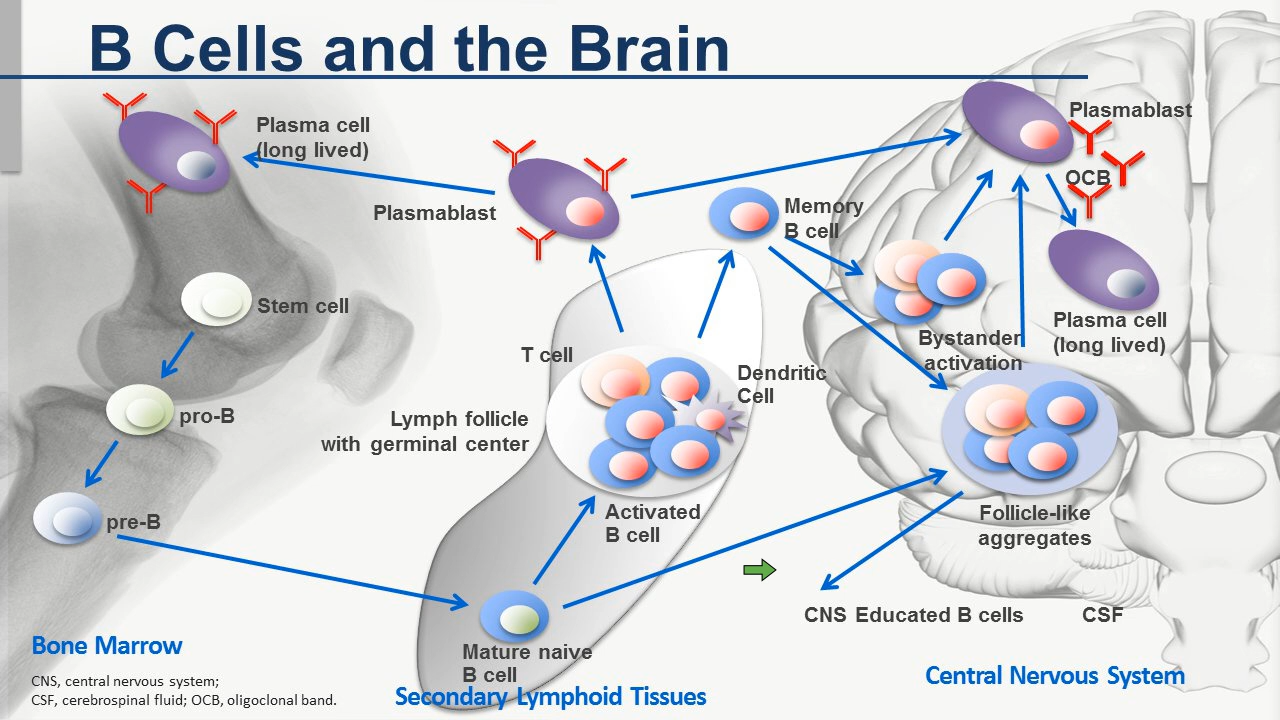 B Cells and the Brain
Plasma cell
(long lived)
Stem cell
pro-B
pre-B
Bone Marrow
CNS, central nervous system;
CSF, cerebrospinal fluid; OCB, oligoclonal band.
Plasmablast
Memory
B cell
T cell
Dendritic
Cell
Lymph follicle
with germinal center
Activated
B cell
Mature naive
B cell
Secondary Lymphoid Tissues
Plasmablast
OCB
Plasma cell
(long lived)
Bystander
activation
Follicle-like
aggregates
CNS Educated B cells
CSF
Central Nervous System